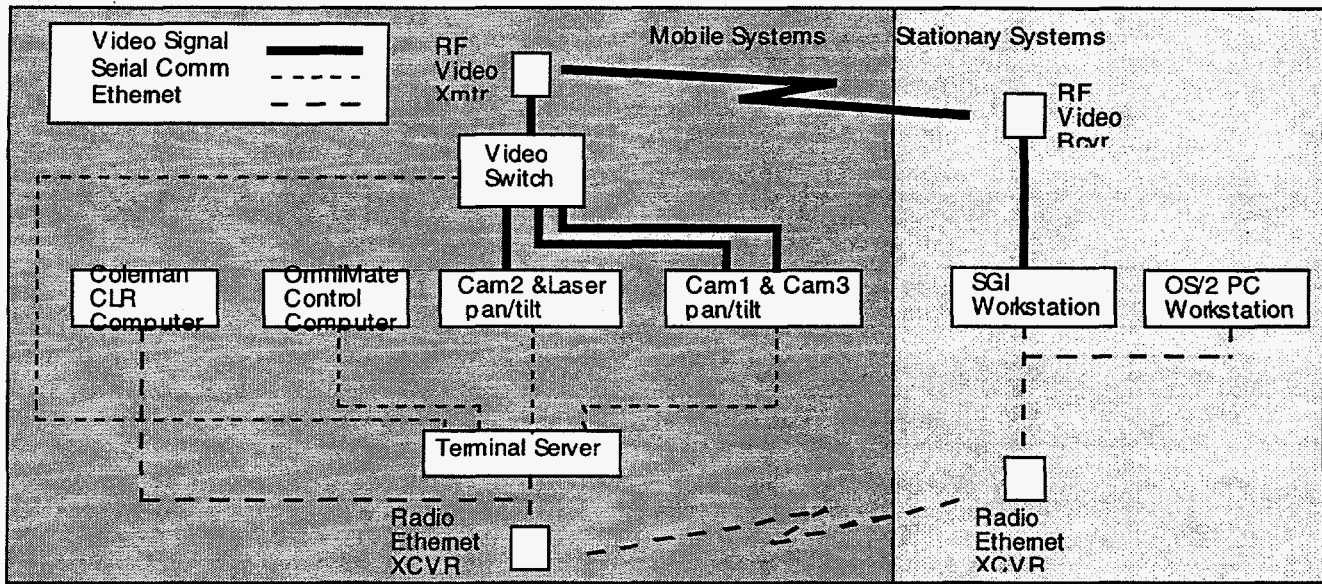 Video Signal
Serial Comm
Ethernet
RF
Video
Xmtr
Mobile Systems
Stationary Systems
RF
Video
Rcvr
Video
Switch
Coleman
CLR
Computer
OmniMate
Control
Computer
Cam2 &Laser
pan/tilt
Cam1 & Cam3
pan/tilt
SGI
Workstation
OS/2 PC
Workstation
Terminal Server
Radio
Ethernet
XCVR
Radio
Ethernet
XCVR